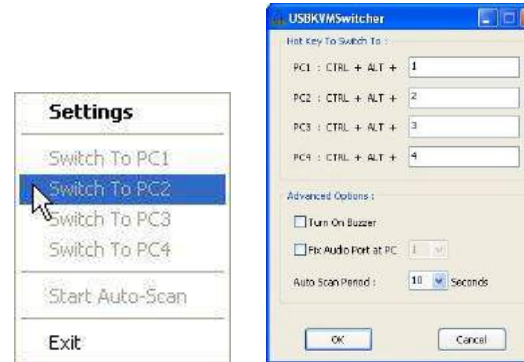 Settings
Switch To PC1
Switch To PC2
Switch To PC3
Switch To PC4
Start Auto-Scan
Exit
USBKVMSwitcher
Hot Key To Switch To :
PC1 : CTRL + ALT + 1
PC2 : CTRL + ALT + 2
PC3 : CTRL + ALT + 3
PC4 : CTRL + ALT + 4
Advanced Options :
Turn On Buzzer
Fix Audio Port at PC 1
Auto Scan Period : 10 Seconds
OK Cancel